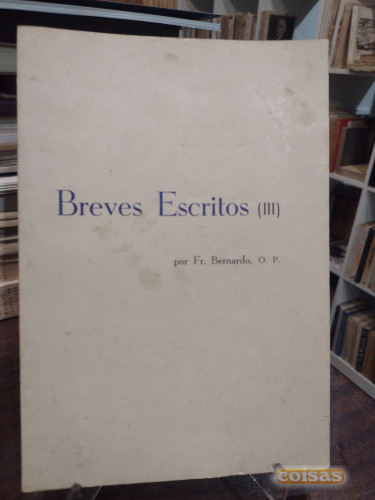 Breves Escritos (III)
por Fr. Bernardo, O. P.
coisas